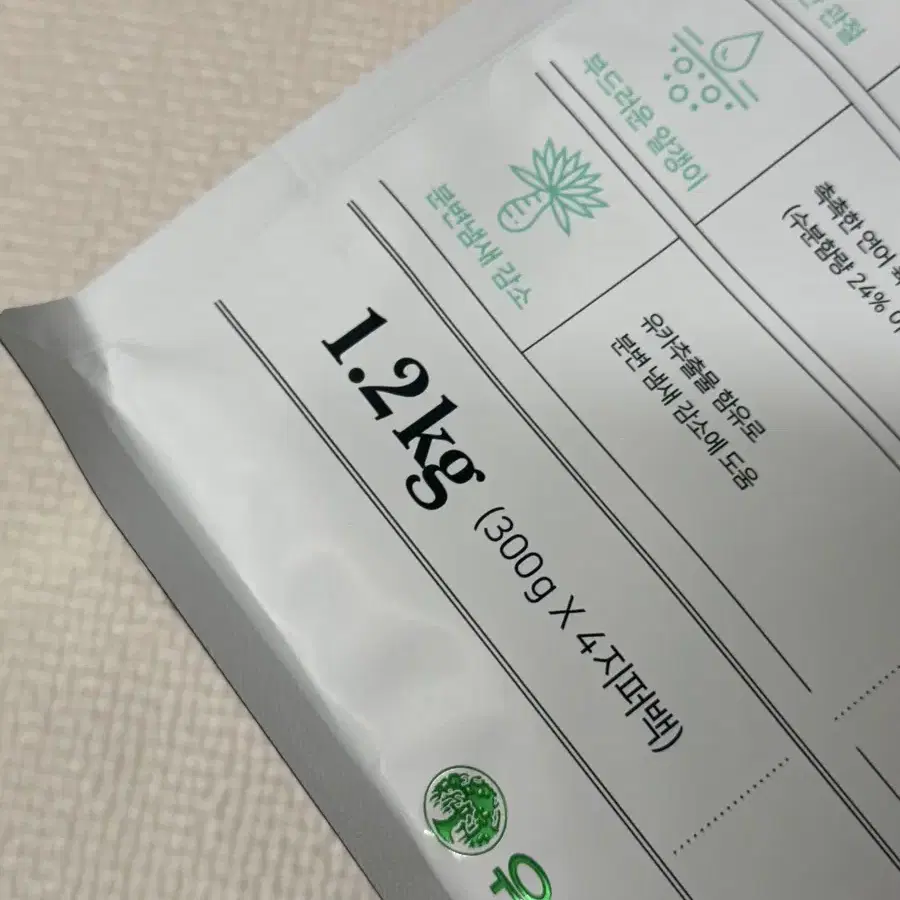 관절
부드러운 알갱이
분변냄새 감소
촉촉한 연어
(수분함량 24%
유카추출물 함유로
분변 냄새 감소에 도움
1.2kg
(300g X 4지퍼백)
유